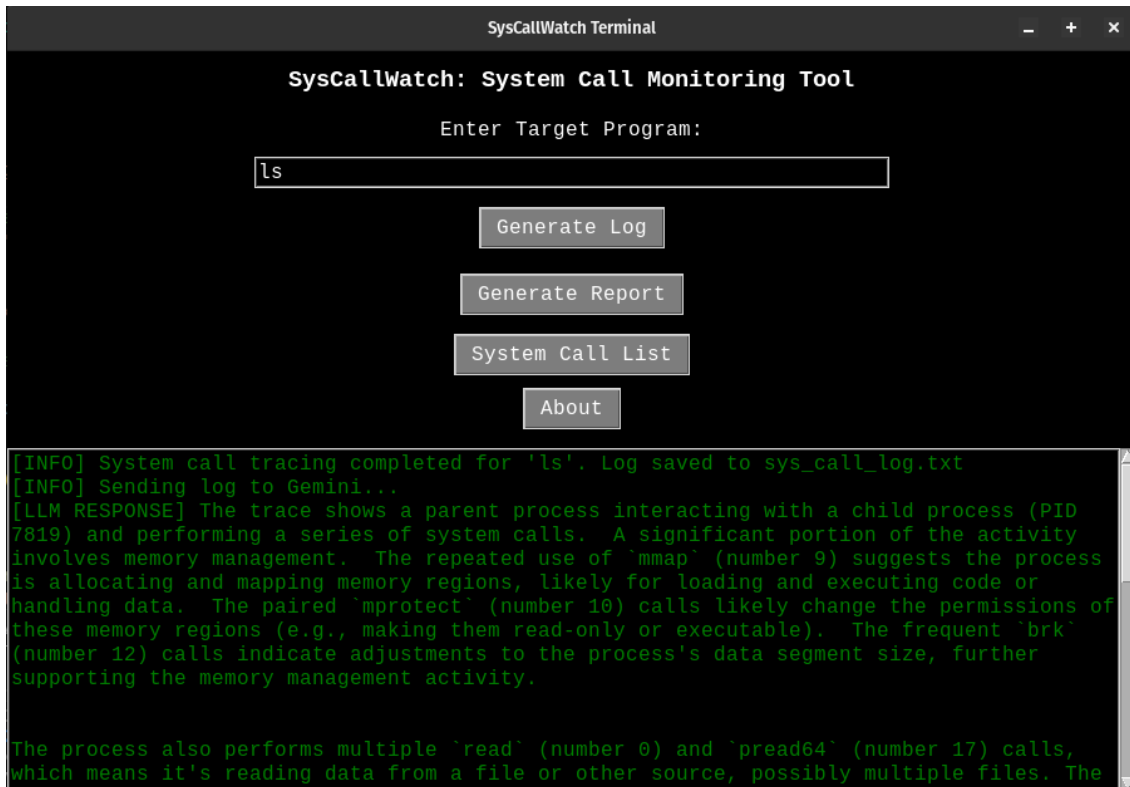 SysCallWatch Terminal
SysCallWatch: System Call Monitoring Tool
Enter Target Program:
ls
Generate Log
Generate Report
System Call List
About
[INFO] System call tracing completed for 'ls'. Log saved to sys_call_log.txt
[INFO] Sending log to Gemini...
[LLM RESPONSE] The trace shows a parent process interacting with a child process (PID
7819) and performing a series of system calls.  A significant portion of the activity
involves memory management.  The repeated use of `mmap` (number 9) suggests the process
is allocating and mapping memory regions, likely for loading and executing code or
handling data.  The paired `mprotect` (number 10) calls likely change the permissions of
these memory regions (e.g., making them read-only or executable).  The frequent `brk`
(number 12) calls indicate adjustments to the process's data segment size, further
supporting the memory management activity.
The process also performs multiple `read` (number 0) and `pread64` (number 17) calls,
which means it's reading data from a file or other source, possibly multiple files. The